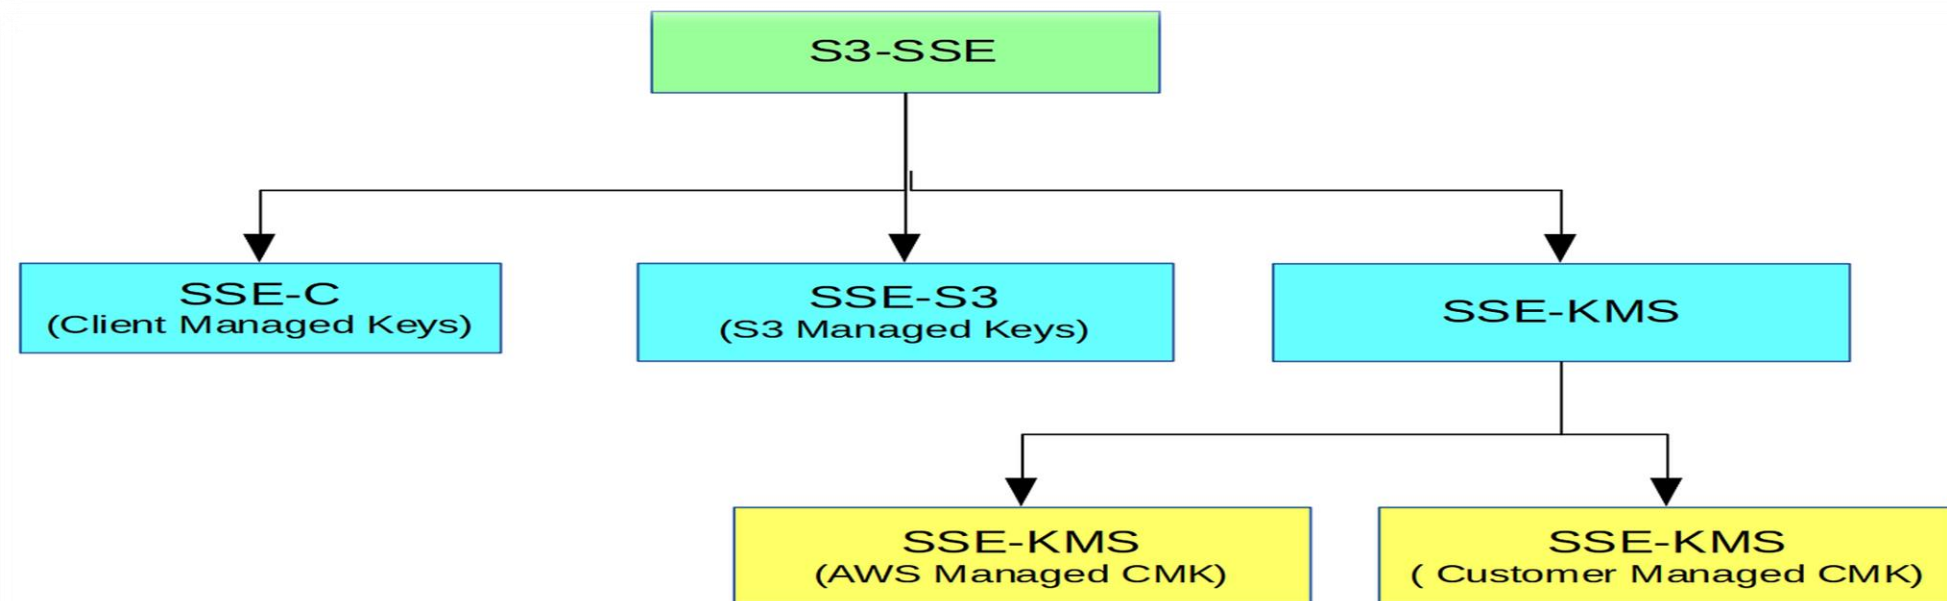 S3-SSE
SSE-C
(Client Managed Keys)
SSE-S3
(S3 Managed Keys)
SSE-KMS
SSE-KMS
(AWS Managed CMK)
SSE-KMS
( Customer Managed CMK)